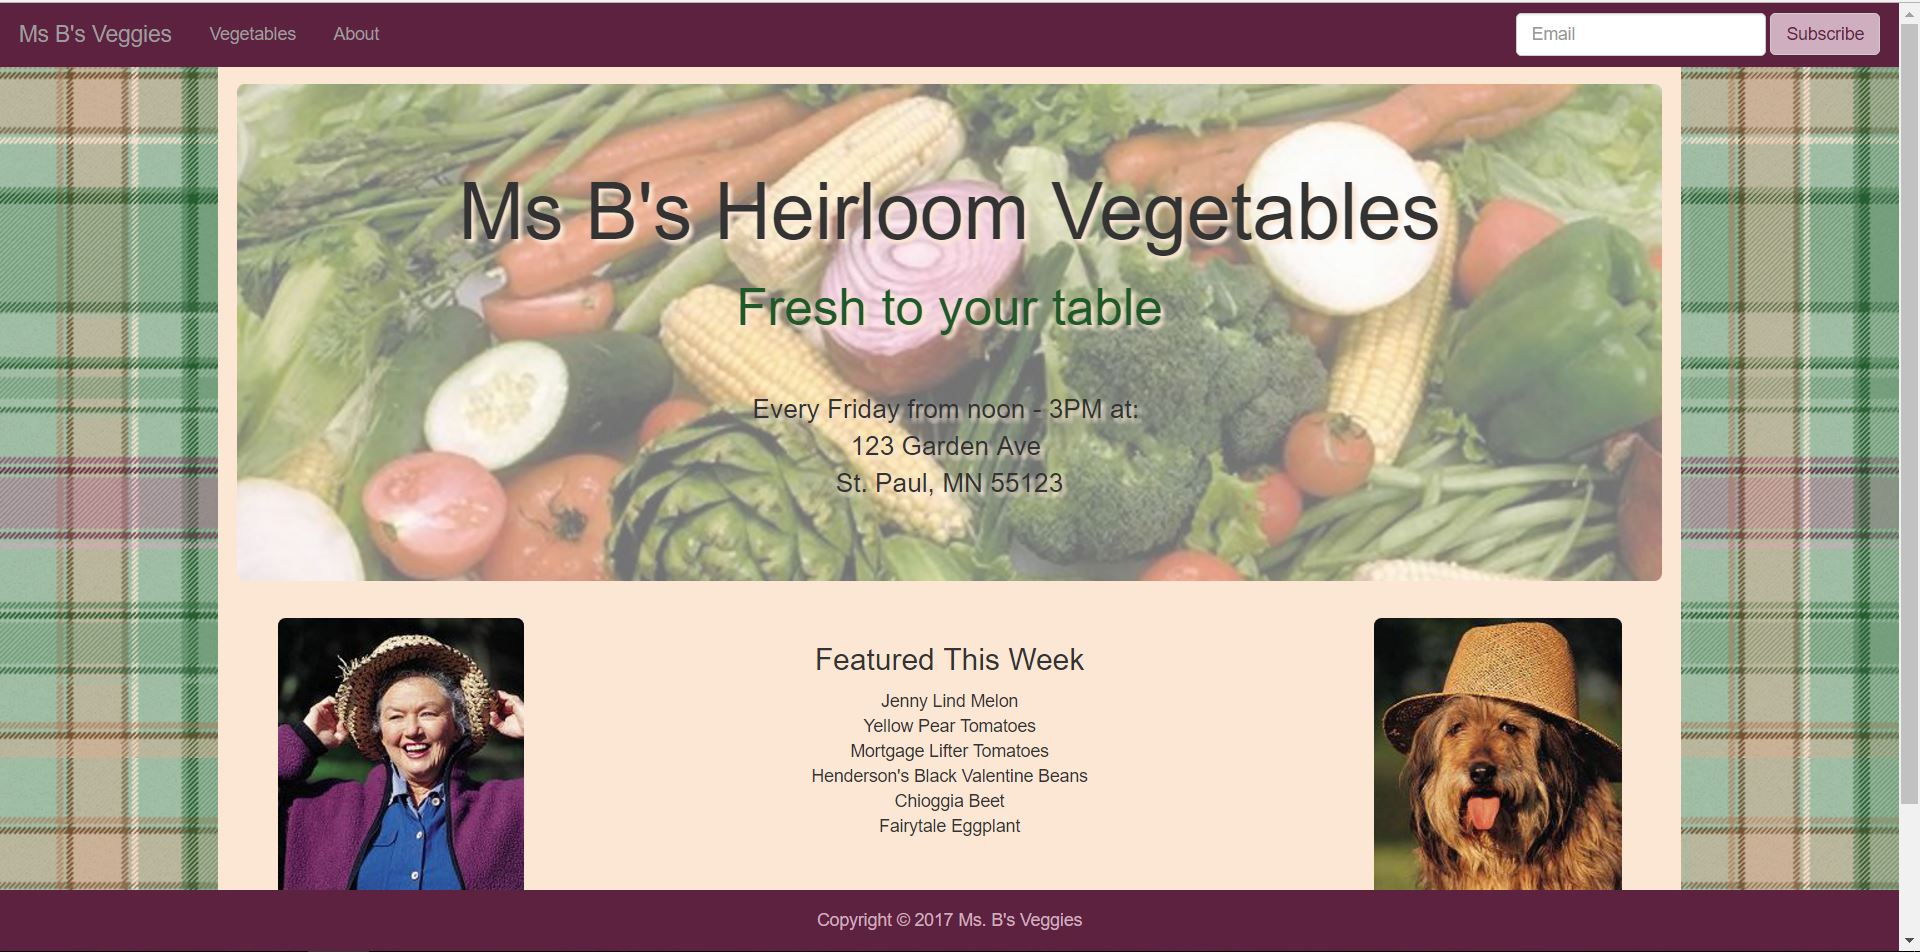 Ms B's Veggies Vegetables About Email Subscribe
Ms B's Heirloom Vegetables
Fresh to your table
Every Friday from noon - 3PM at:
123 Garden Ave
St. Paul, MN 55123
Featured This Week
Jenny Lind Melon
Yellow Pear Tomatoes
Mortgage Lifter Tomatoes
Henderson's Black Valentine Beans
Chioggia Beet
Fairytale Eggplant
Copyright © 2017 Ms. B's Veggies